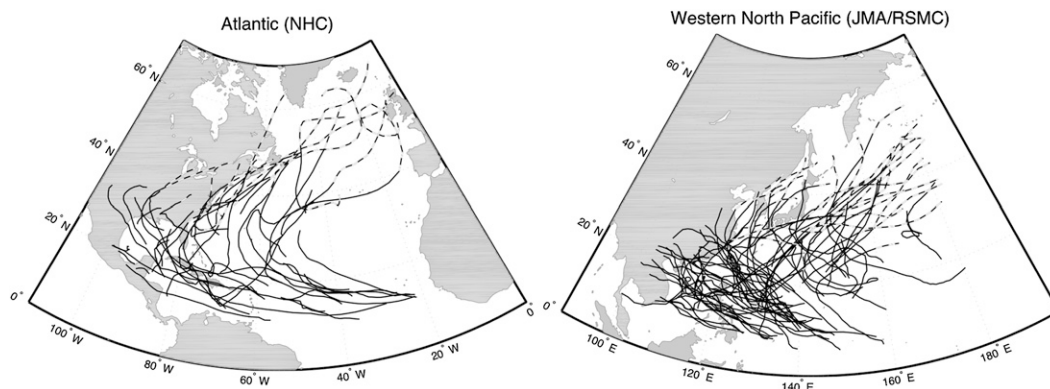 Atlantic (NHC)
60° N
40° N
20° N
0°
100° W
80° W
60° W
40° W
20° W
0°
Western North Pacific (JMA/RSMC)
60° N
40° N
20° N
0°
100° E
120° E
140° E
160° E
180° E